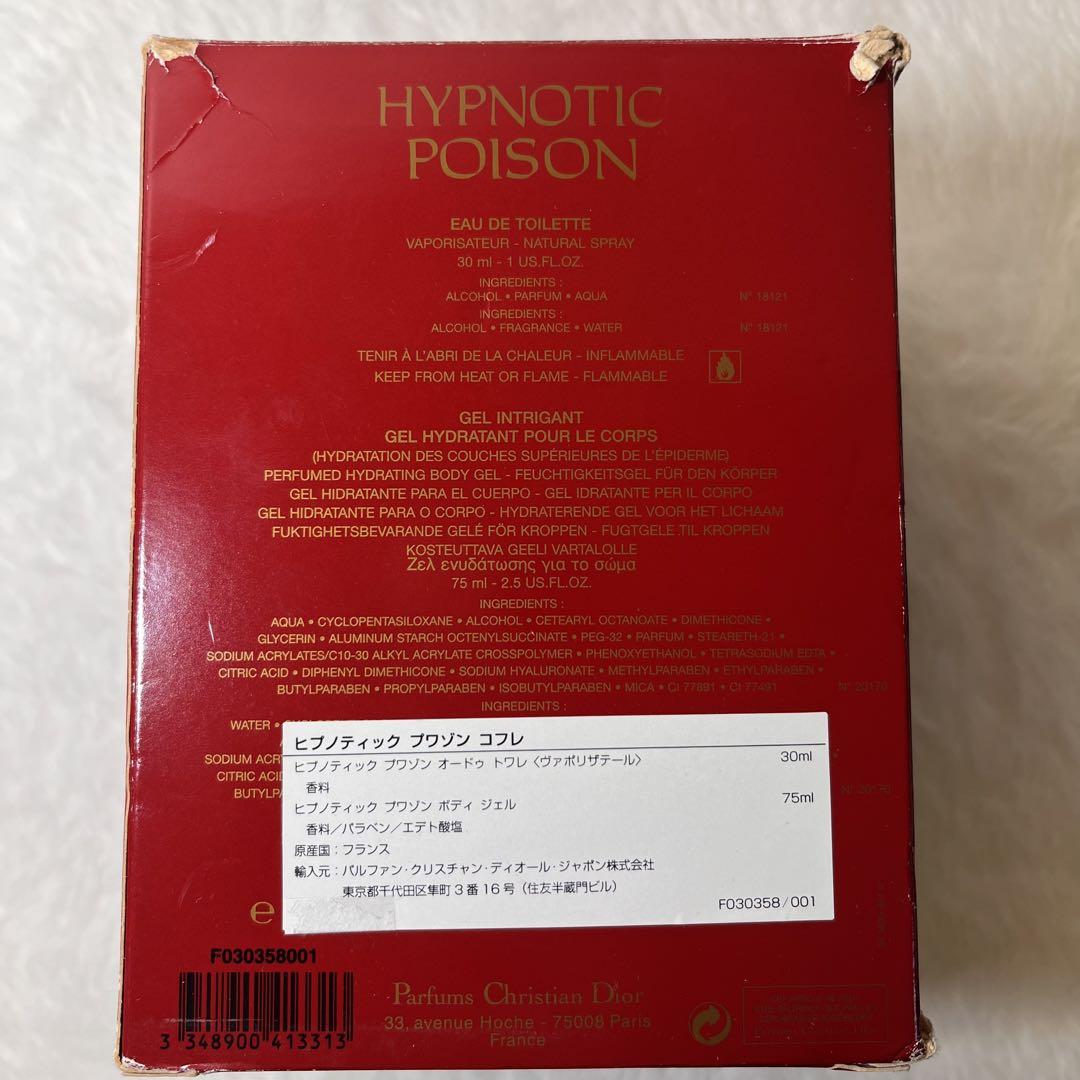 HYPNOTIC
POISON
EAU DE TOILETTE
VAPORISATEUR - NATURAL SPRAY
30 ml - 1 US.FL.OZ.
INGREDIENTS :
ALCOHOL • PARFUM • AQUA N° 18121
INGREDIENTS :
ALCOHOL • FRAGRANCE • WATER N° 18121
TENIR À L'ABRI DE LA CHALEUR - INFLAMMABLE
KEEP FROM HEAT OR FLAME - FLAMMABLE
GEL INTRIGANT
GEL HYDRATANT POUR LE CORPS
(HYDRATATION DES COUCHES SUPÉRIEURES DE L'ÉPIDERME)
PERFUMED HYDRATING BODY GEL - FEUCHTIGKEITSGEL FÜR DEN KÖRPER
GEL HIDRATANTE PARA EL CUERPO - GEL IDRATANTE PER IL CORPO
GEL HIDRATANTE PARA O CORPO - HYDRATERENDE GEL VOOR HET LICHAAM
FUKTIGHETSBEVARANDE GELÉ FÖR KROPPEN - FUGTGELE TIL KROPPEN
KOSTEUTTAVA GEELI VARTALOLLE
Ζελ ενυδάτωσης για το σώμα
75 ml - 2.5 US.FL.OZ.
INGREDIENTS :
AQUA • CYCLOPENTASILOXANE • ALCOHOL • CETEARYL OCTANOATE • DIMETHICONE •
GLYCERIN • ALUMINUM STARCH OCTENYLSUCCINATE • PEG-32 • PARFUM • STEARETH-21 •
SODIUM ACRYLATES/C10-30 ALKYL ACRYLATE CROSSPOLYMER • PHENOXYETHANOL • TETRASODIUM EDTA •
CITRIC ACID • DIPHENYL DIMETHICONE • SODIUM HYALURONATE • METHYLPARABEN • ETHYLPARABEN •
BUTYLPARABEN • PROPYLPARABEN • ISOBUTYLPARABEN • MICA • CI 77891 • CI 77491 N° 20170
INGREDIENTS :
WATER •
SODIUM ACR
CITRIC ACID
BUTYLP N° 20170
ヒプノティック プワゾン コフレ
ヒプノティック プワゾン オードゥ トワレ〈ヴァポリザテール〉 30ml
香料
ヒプノティック プワゾン ボディ ジェル 75ml
香料／パラベン／エデト酸塩
原産国：フランス
輸入元：パルファン・クリスチャン・ディオール・ジャポン株式会社
東京都千代田区隼町3番16号（住友半蔵門ビル）
F030358/001
e
F030358001
3 348900 413313
Parfums Christian Dior
33, avenue Hoche - 75008 Paris
France